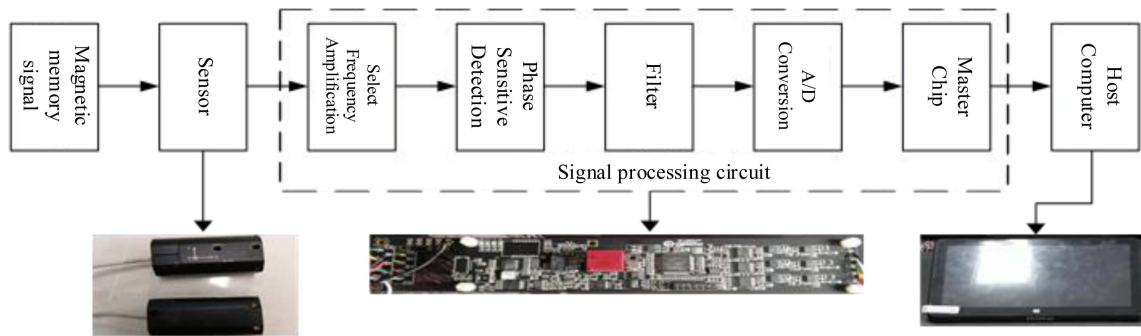 Magnetic
memory
signal
Sensor
Select
Frequency
Amplification
Phase
Sensitive
Detection
Filter
A/D
Conversion
Master
Chip
Host
Computer
Signal processing circuit